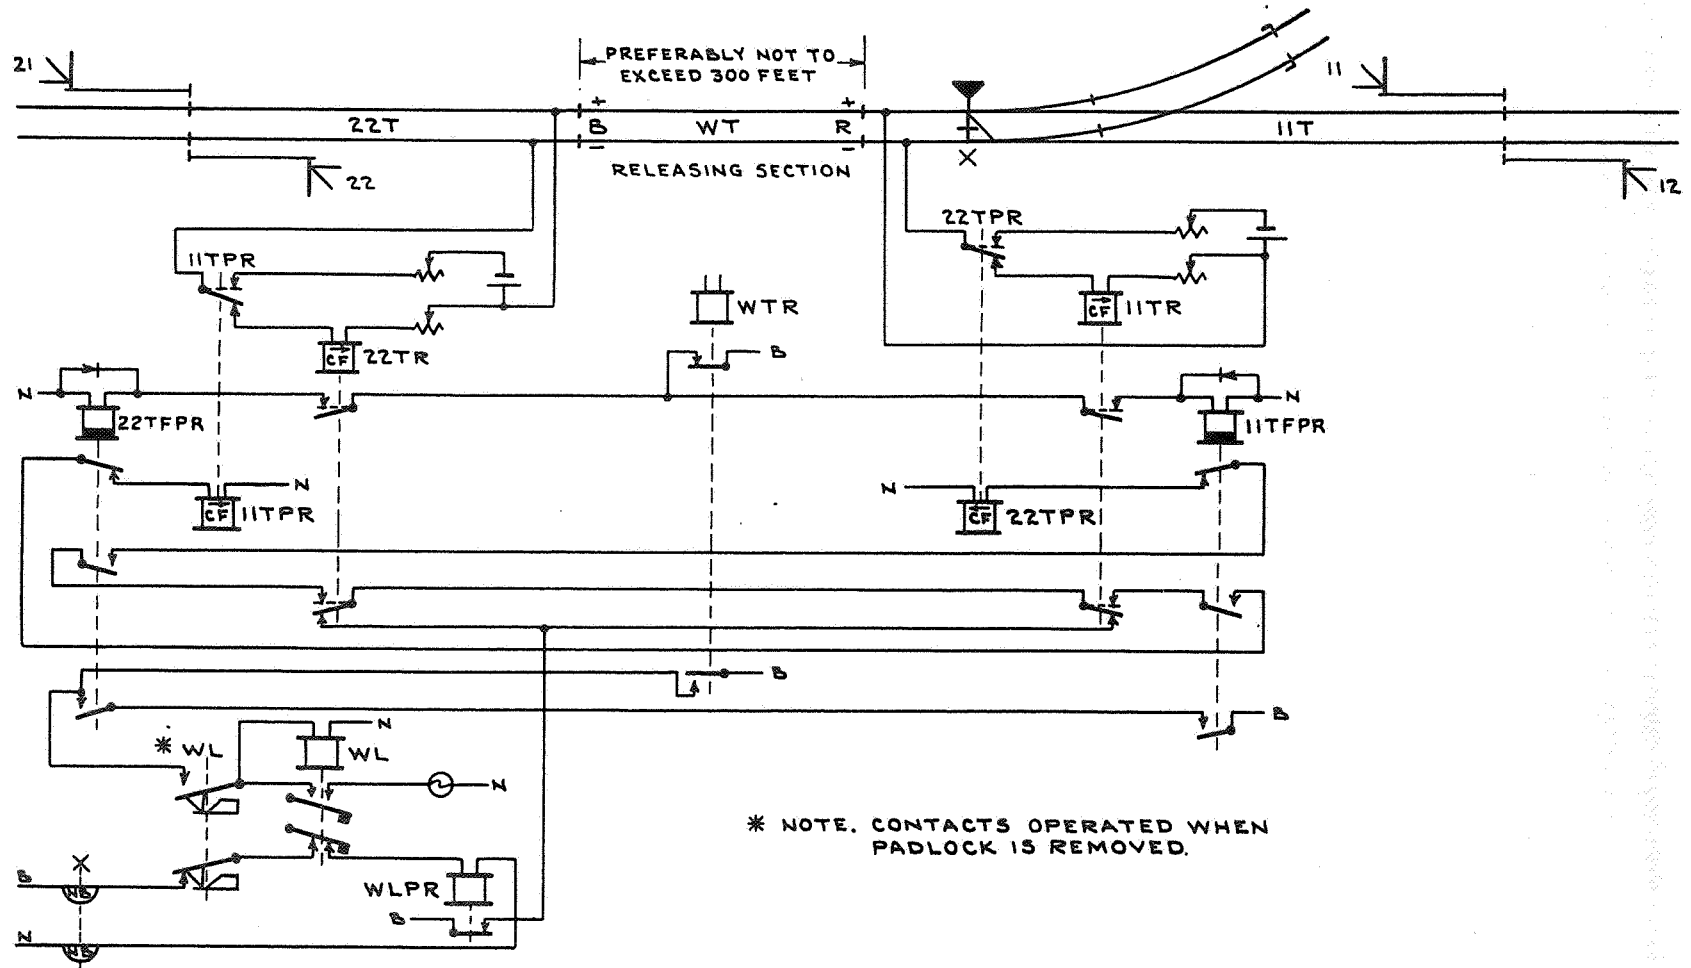 21
PREFERABLY NOT TO
EXCEED 300 FEET
11
+
+
22T
B
WT
R
11T
-
-
RELEASING SECTION
X
22
12
22TPR
11TPR
WTR
CF
11TR
CF
22TR
B
N
N
22TFPR
11TFPR
N
N
CF
11TPR
CF
22TPR
B
B
N
* WL
WL
N
* NOTE. CONTACTS OPERATED WHEN
PADLOCK IS REMOVED.
X
B
NB
WLPR
B
N
NB